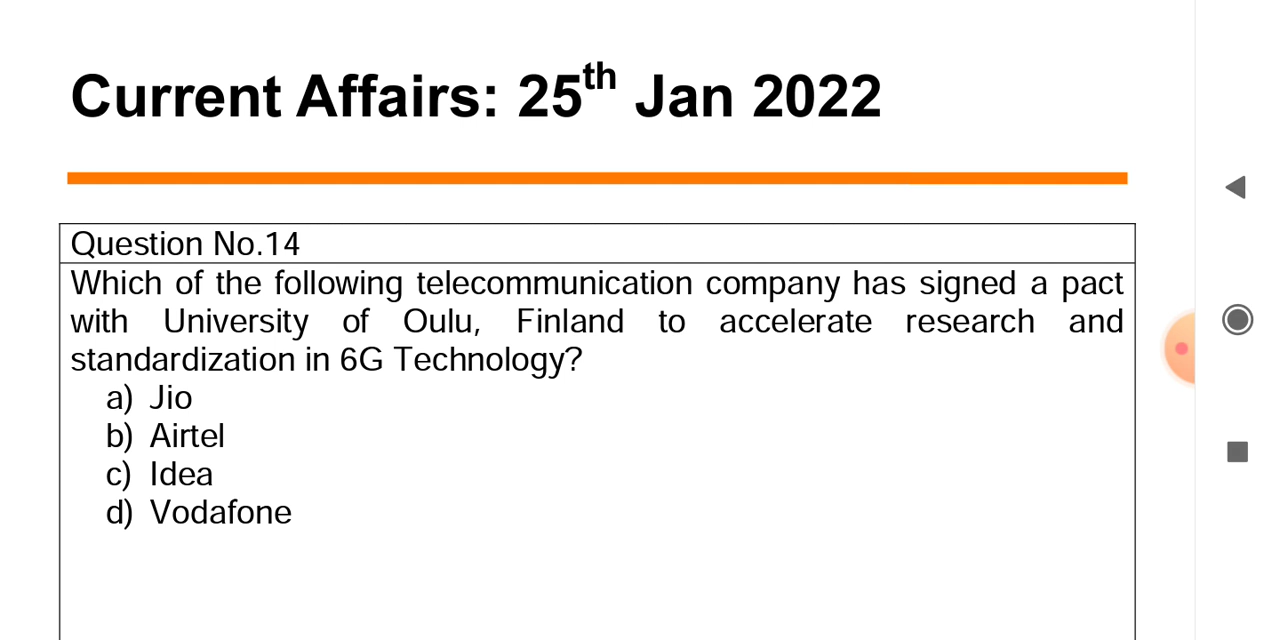 Current Affairs: 25th Jan 2022
Question No.14
Which of the following telecommunication company has signed a pact
with University of Oulu, Finland to accelerate research and
standardization in 6G Technology?
a) Jio
b) Airtel
c) Idea
d) Vodafone